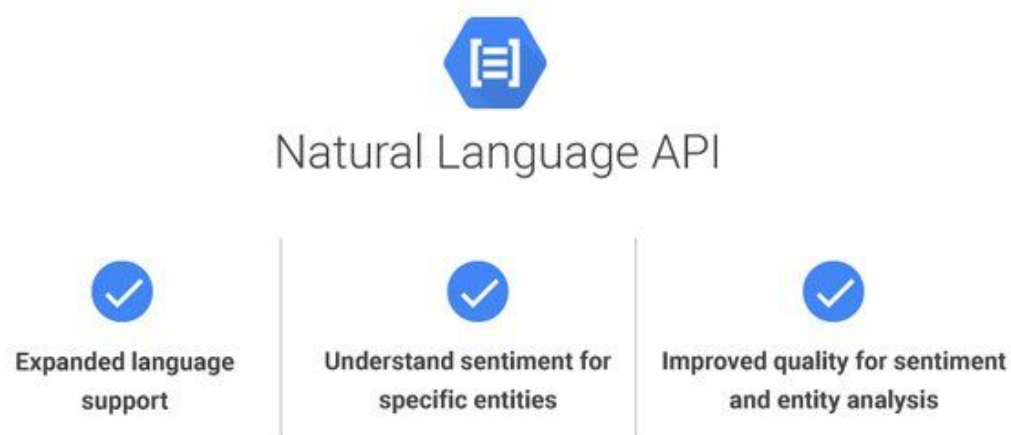 Natural Language API
Expanded language
support
Understand sentiment for
specific entities
Improved quality for sentiment
and entity analysis